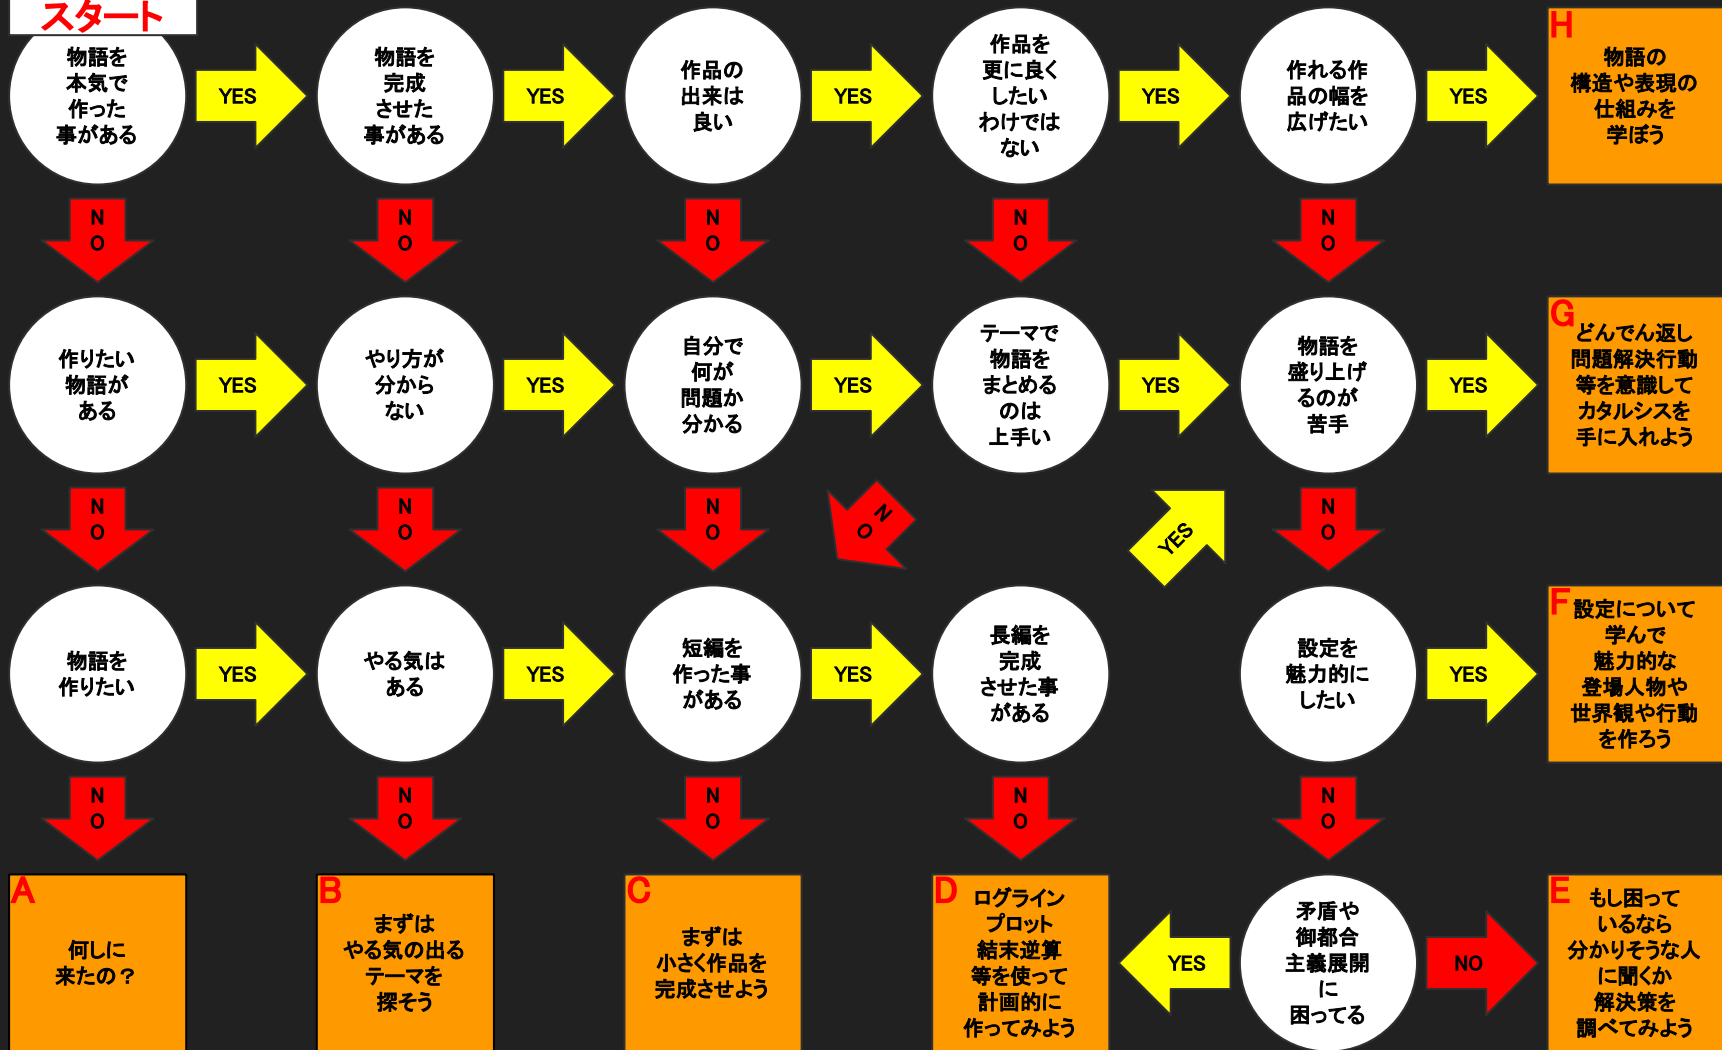 スタート
物語を
本気で
作った
事がある
YES
物語を
完成
させた
事がある
YES
作品の
出来は
良い
YES
作品を
更に良く
したい
わけでは
ない
YES
作れる作
品の幅を
広げたい
YES
H
物語の
構造や表現の
仕組みを
学ぼう
N
O
N
O
N
O
N
O
N
O
作りたい
物語が
ある
YES
やり方が
分から
ない
YES
自分で
何が
問題か
分かる
YES
テーマで
物語を
まとめる
のは
上手い
YES
物語を
盛り上げ
るのが
苦手
YES
G
どんでん返し
問題解決行動
等を意識して
カタルシスを
手に入れよう
N
O
N
O
N
O
N
O
YES
N
O
物語を
作りたい
YES
やる気は
ある
YES
短編を
作った事
がある
YES
長編を
完成
させた事
がある
設定を
魅力的に
したい
YES
F
設定について
学んで
魅力的な
登場人物や
世界観や行動
を作ろう
N
O
N
O
N
O
N
O
N
O
A
何しに
来たの？
B
まずは
やる気の出る
テーマを
探そう
C
まずは
小さく作品を
完成させよう
D
ログライン
プロット
結末逆算
等を使って
計画的に
作ってみよう
YES
矛盾や
御都合
主義展開
に
困ってる
NO
E
もし困って
いるなら
分かりそうな人
に聞くか
解決策を
調べてみよう